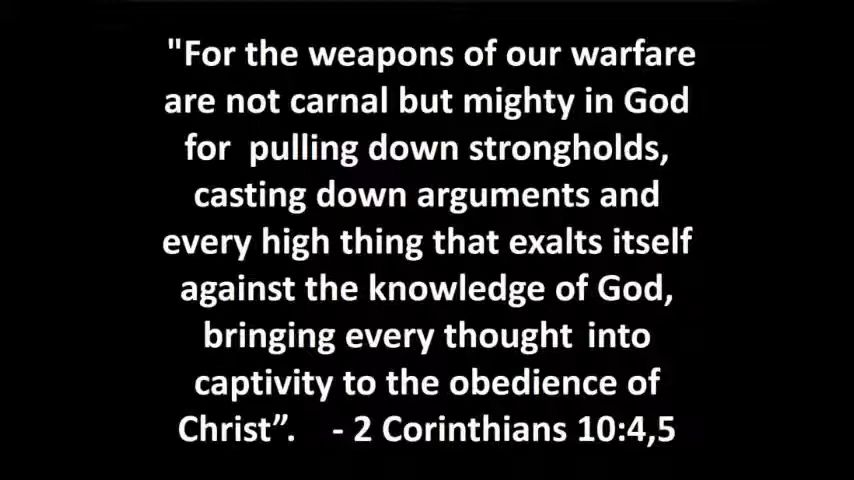 "For the weapons of our warfare
are not carnal but mighty in God
for  pulling down strongholds,
casting down arguments and
every high thing that exalts itself
against the knowledge of God,
bringing every thought  into
captivity to the obedience of
Christ”.    - 2 Corinthians 10:4,5